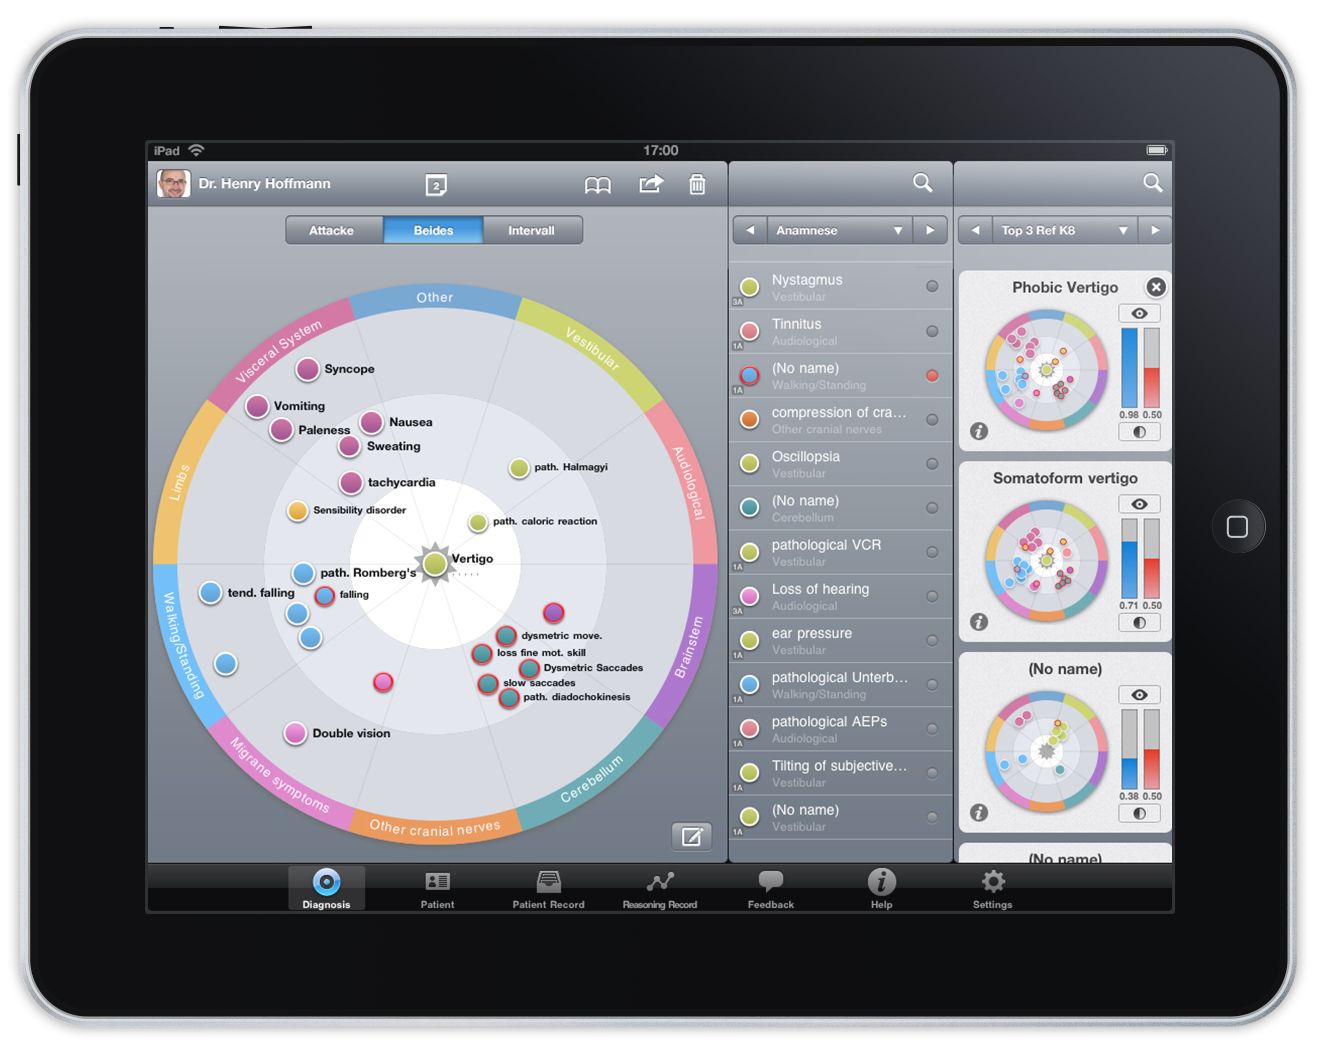 iPad
17:00
Dr. Henry Hoffmann
2
Attacke
Beides
Intervall
Other
Visceral System
Vestibular
Limbs
Audiological
Walking/Standing
Brainstem
Migrane symptoms
Cerebellum
Other cranial nerves
Syncope
Vomiting
Nausea
Paleness
Sweating
path. Halmagyi
tachycardia
Sensibility disorder
path. caloric reaction
Vertigo
path. Romberg's
tend. falling
falling
dysmetric move.
loss fine mot. skill
Dysmetric Saccades
slow saccades
path. diadochokinesis
Double vision
Anamnese
Nystagmus
Vestibular
3A
Tinnitus
Audiological
1A
(No name)
Walking/Standing
1A
compression of cra...
Other cranial nerves
Oscillopsia
Vestibular
(No name)
Cerebellum
pathological VCR
Vestibular
1A
Loss of hearing
Audiological
3A
ear pressure
Vestibular
1A
pathological Unterb...
Walking/Standing
1A
pathological AEPs
Audiological
1A
Tilting of subjective...
Vestibular
1A
(No name)
Vestibular
1A
Top 3 Ref K8
Phobic Vertigo
0.98 0.50
Somatoform vertigo
0.71 0.50
(No name)
0.38 0.50
(No name)
Diagnosis
Patient
Patient Record
Reasoning Record
Feedback
Help
Settings